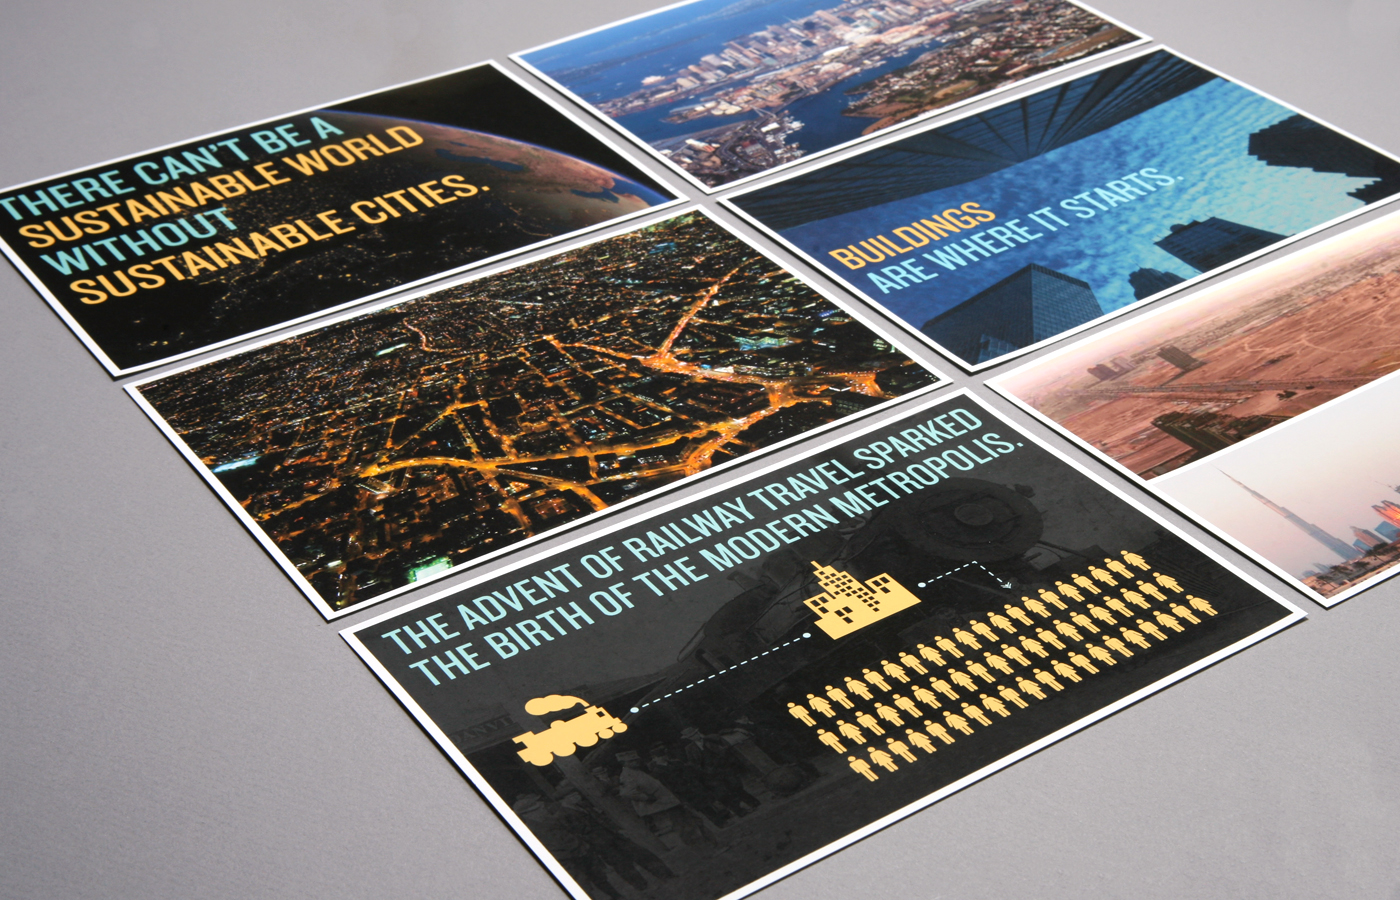 THERE CAN'T BE A
SUSTAINABLE WORLD
WITHOUT
SUSTAINABLE CITIES.
BUILDINGS
ARE WHERE IT STARTS.
THE ADVENT OF RAILWAY TRAVEL SPARKED
THE BIRTH OF THE MODERN METROPOLIS.